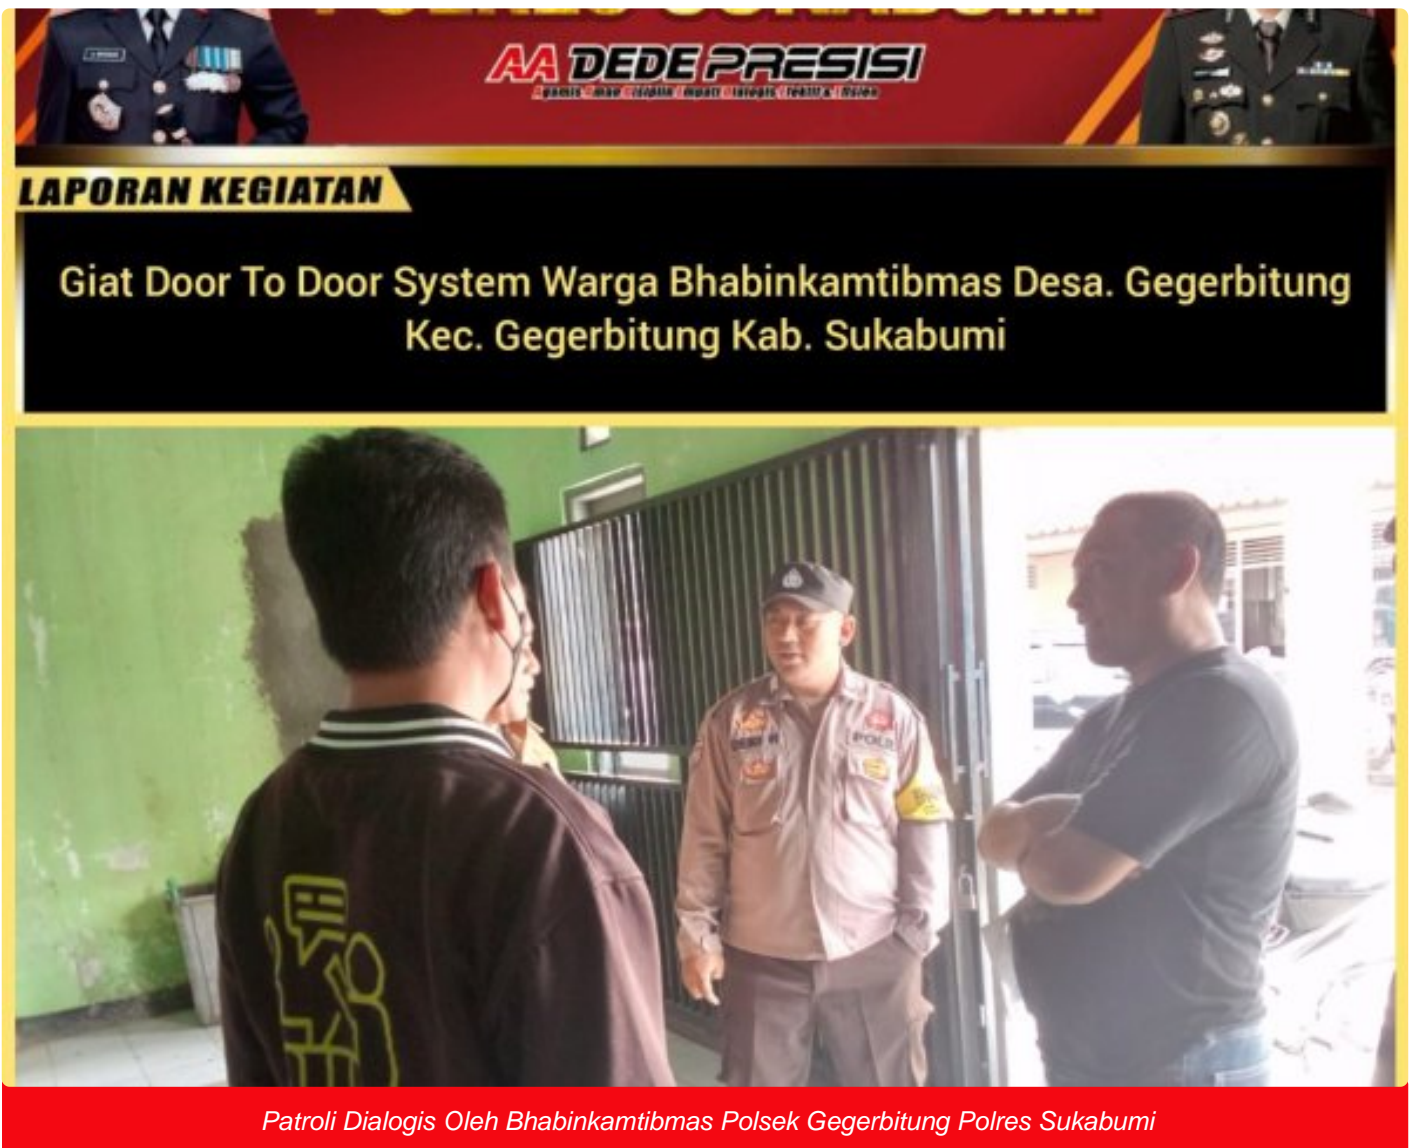 AA DEDE PRESISI
LAPORAN KEGIATAN
Giat Door To Door System Warga Bhabinkamtibmas Desa. Gegerbitung
Kec. Gegerbitung Kab. Sukabumi
POLRI
Patroli Dialogis Oleh Bhabinkamtibmas Polsek Gegerbitung Polres Sukabumi